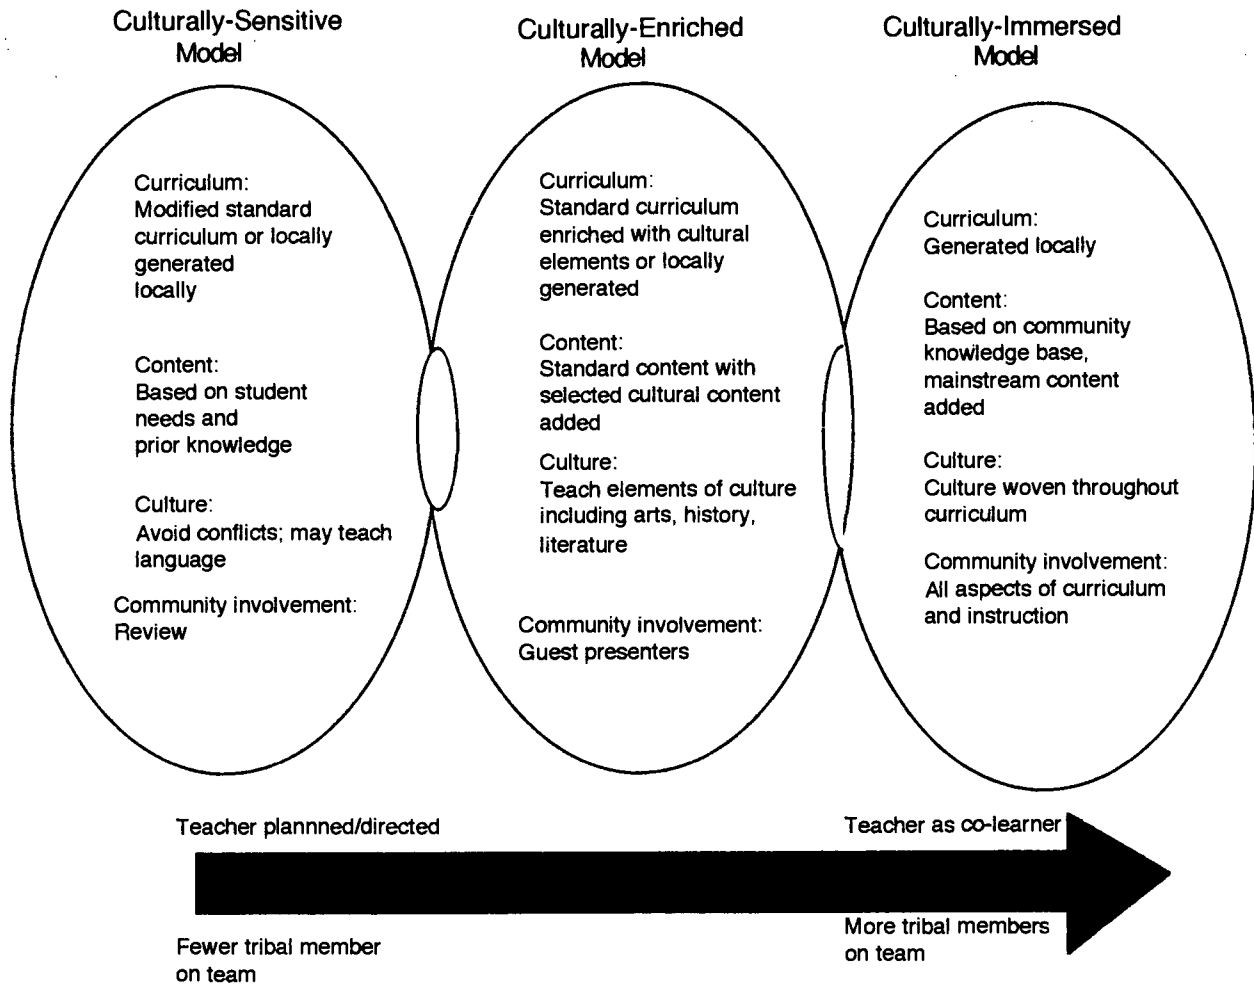 Culturally-Sensitive
Model
Culturally-Enriched
Model
Culturally-Immersed
Model
Curriculum:
Modified standard
curriculum or locally
generated
locally
Content:
Based on student
needs and
prior knowledge
Culture:
Avoid conflicts; may teach
language
Community involvement:
Review
Curriculum:
Standard curriculum
enriched with cultural
elements or locally
generated
Content:
Standard content with
selected cultural content
added
Culture:
Teach elements of culture
including arts, history,
literature
Community involvement:
Guest presenters
Curriculum:
Generated locally
Content:
Based on community
knowledge base,
mainstream content
added
Culture:
Culture woven throughout
curriculum
Community involvement:
All aspects of curriculum
and instruction
Teacher plannned/directed
Teacher as co-learner
Fewer tribal member
on team
More tribal members
on team